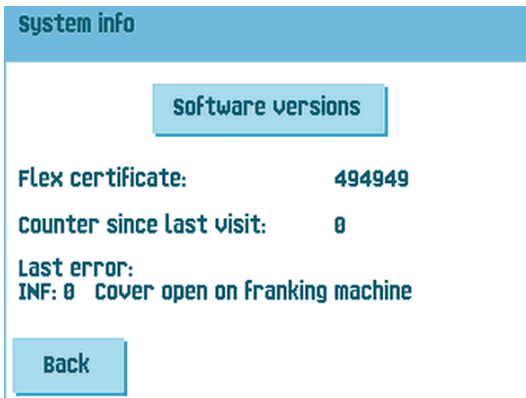 System info
Software versions
Flex certificate: 494949
Counter since last visit: 0
Last error:
INF: 0 Cover open on franking machine
Back